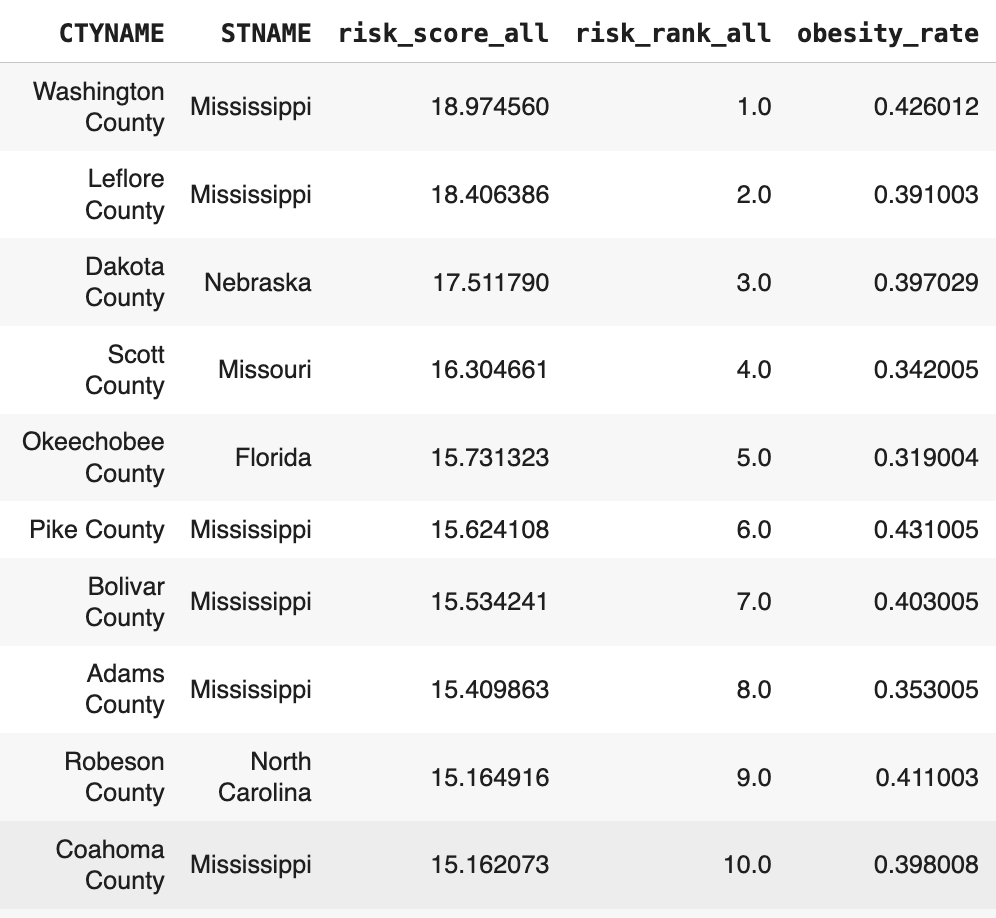 CTYNAME STNAME risk_score_all risk_rank_all obesity_rate
Washington County Mississippi 18.974560 1.0 0.426012
Leflore County Mississippi 18.406386 2.0 0.391003
Dakota County Nebraska 17.511790 3.0 0.397029
Scott County Missouri 16.304661 4.0 0.342005
Okeechobee County Florida 15.731323 5.0 0.319004
Pike County Mississippi 15.624108 6.0 0.431005
Bolivar County Mississippi 15.534241 7.0 0.403005
Adams County Mississippi 15.409863 8.0 0.353005
Robeson County North Carolina 15.164916 9.0 0.411003
Coahoma County Mississippi 15.162073 10.0 0.398008